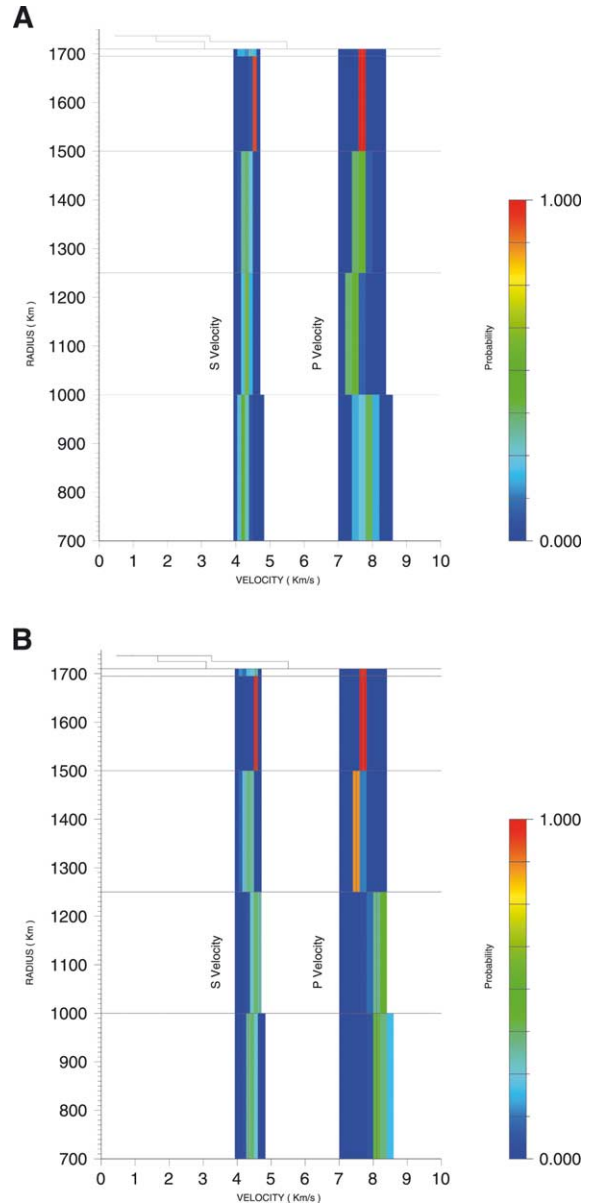 A
1700
1600
1500
1400
1300
1200
1100
1000
900
800
700
RADIUS ( Km )
S Velocity
P Velocity
0 1 2 3 4 5 6 7 8 9 10
VELOCITY ( Km/s )
Probability
1.000
0.000
B
1700
1600
1500
1400
1300
1200
1100
1000
900
800
700
RADIUS ( Km )
S Velocity
P Velocity
0 1 2 3 4 5 6 7 8 9 10
VELOCITY ( Km/s )
Probability
1.000
0.000